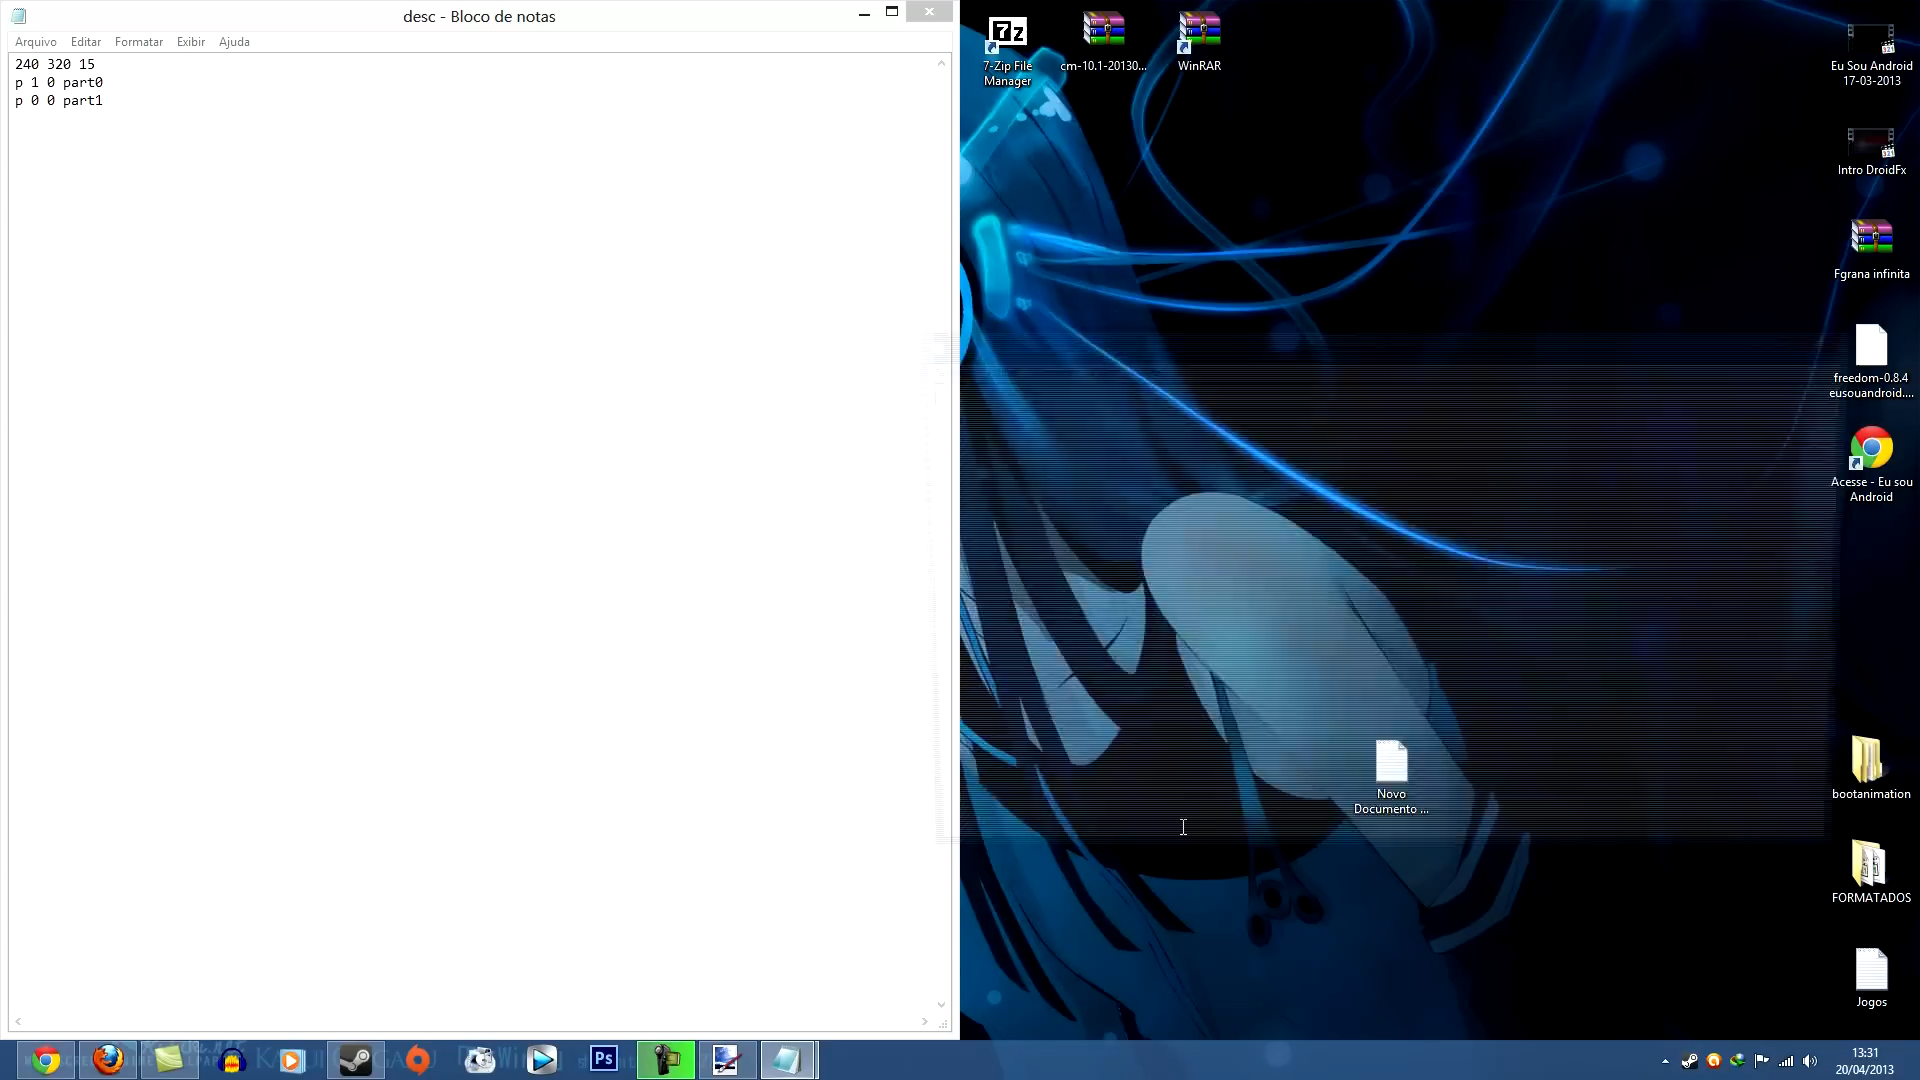 desc - Bloco de notas
Arquivo Editar Formatar Exibir Ajuda
240 320 15
p 1 0 part0
p 0 0 part1
7-Zip File
Manager
cm-10.1-20130...
WinRAR
Eu Sou Android
17-03-2013
Intro DroidFx
Fgrana infinita
freedom-0.8.4
eusouandroid....
Acesse - Eu sou
Android
Novo
Documento ...
bootanimation
FORMATADOS
Jogos
Ps
13:31
20/04/2013